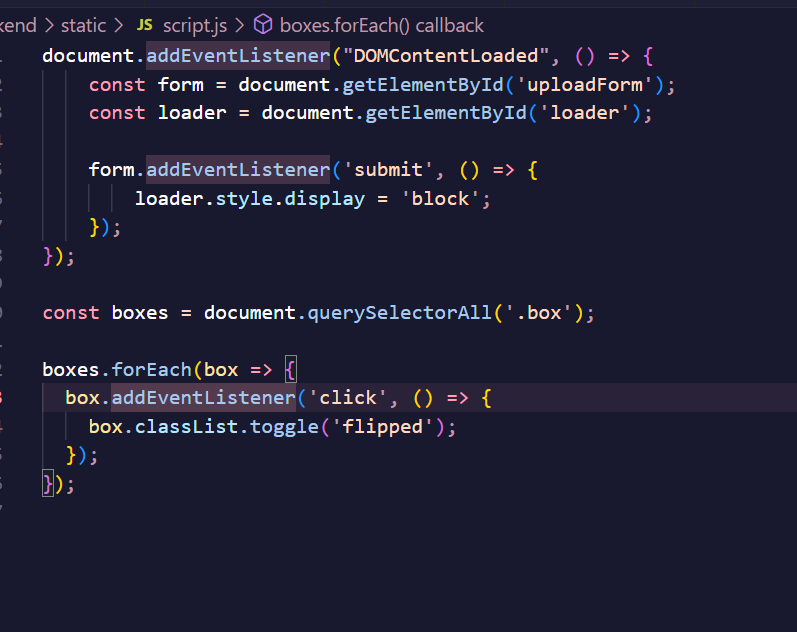 kend > static > JS script.js > boxes.forEach() callback
document.addEventListener("DOMContentLoaded", () => {
    const form = document.getElementById('uploadForm');
    const loader = document.getElementById('loader');
    form.addEventListener('submit', () => {
        loader.style.display = 'block';
    });
});
const boxes = document.querySelectorAll('.box');
boxes.forEach(box => {
  box.addEventListener('click', () => {
    box.classList.toggle('flipped');
  });
});